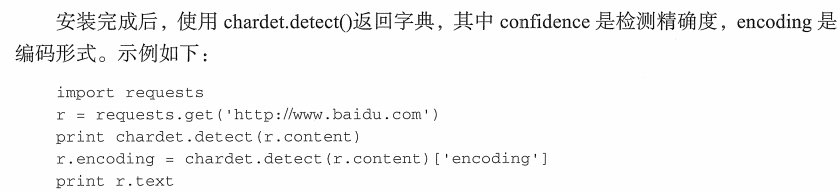 安装完成后，使用 chardet.detect()返回字典，其中 confidence 是检测精确度，encoding 是
编码形式。示例如下：
import requests
r = requests.get('http://www.baidu.com')
print chardet.detect(r.content)
r.encoding = chardet.detect(r.content)['encoding']
print r.text